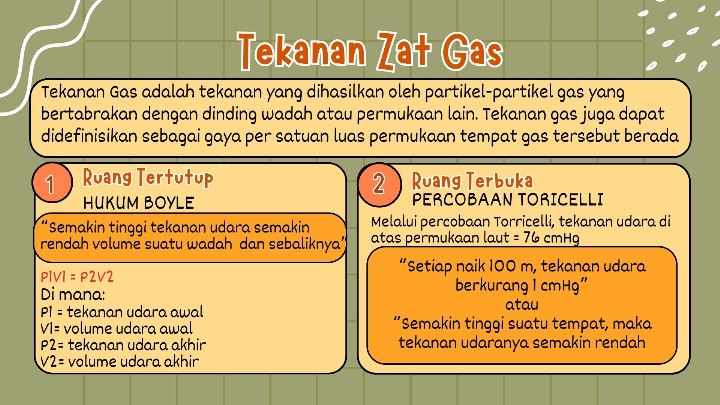 Tekanan Zat Gas
Tekanan Gas adalah tekanan yang dihasilkan oleh partikel-partikel gas yang
bertabrakan dengan dinding wadah atau permukaan lain. Tekanan gas juga dapat
didefinisikan sebagai gaya per satuan luas permukaan tempat gas tersebut berada
1
Ruang Tertutup
HUKUM BOYLE
“Semakin tinggi tekanan udara semakin
rendah volume suatu wadah dan sebaliknya”
P1V1 = P2V2
Di mana:
P1 = tekanan udara awal
V1= volume udara awal
P2= tekanan udara akhir
V2= volume udara akhir
2
Ruang Terbuka
PERCOBAAN TORICELLI
Melalui percobaan Torricelli, tekanan udara di
atas permukaan laut = 76 cmHg
“Setiap naik 100 m, tekanan udara
berkurang 1 cmHg”
atau
“Semakin tinggi suatu tempat, maka
tekanan udaranya semakin rendah